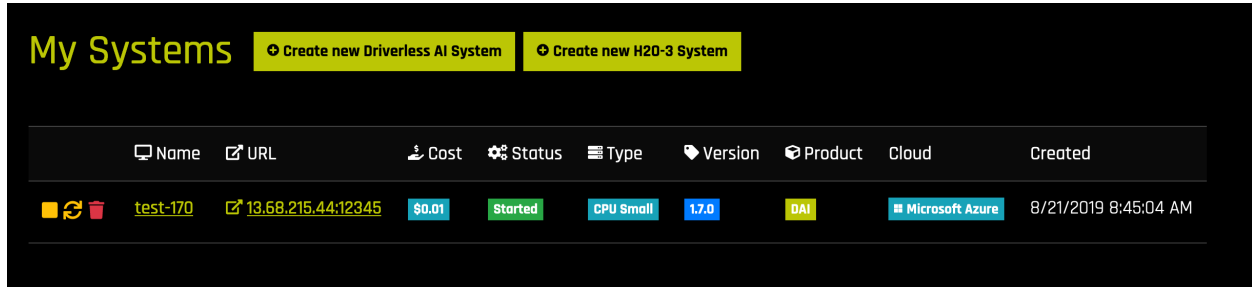 My Systems Create new Driverless AI System Create new H2O-3 System
Name URL Cost Status Type Version Product Cloud Created
test-170 13.68.215.44:12345 $0.01 Started CPU Small 1.7.0 DAI Microsoft Azure 8/21/2019 8:45:04 AM